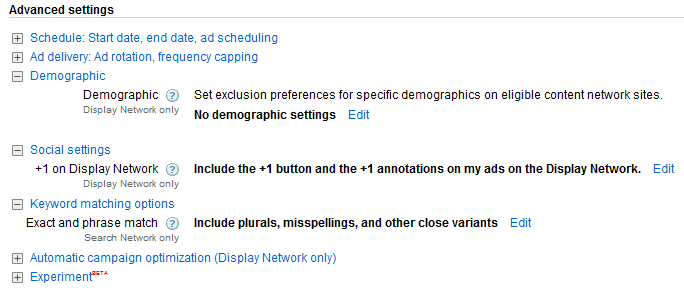 Advanced settings
Schedule: Start date, end date, ad scheduling
Ad delivery: Ad rotation, frequency capping
Demographic
Demographic ? Set exclusion preferences for specific demographics on eligible content network sites.
Display Network only
No demographic settings Edit
Social settings
+1 on Display Network ? Include the +1 button and the +1 annotations on my ads on the Display Network. Edit
Display Network only
Keyword matching options
Exact and phrase match ? Include plurals, misspellings, and other close variants Edit
Search Network only
Automatic campaign optimization (Display Network only)
Experiment BETA